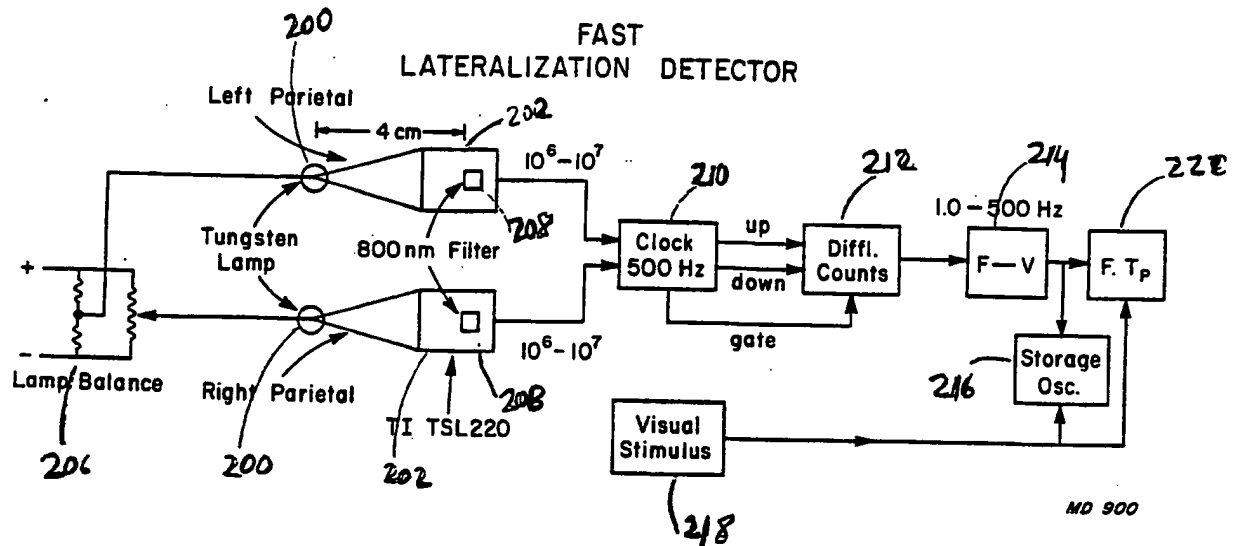 FAST
LATERALIZATION DETECTOR
200
Left Parietal
4 cm
202
10⁶-10⁷
208
Tungsten
Lamp
800 nm Filter
210
Clock
500 Hz
up
down
gate
212
Diffl.
Counts
214
1.0-500 Hz
F—V
F. Tₚ
+
-
Lamp Balance
206
Right Parietal
200
TI TSL220
202
208
10⁶-10⁷
216
Storage
Osc.
Visual
Stimulus
218
MD 900